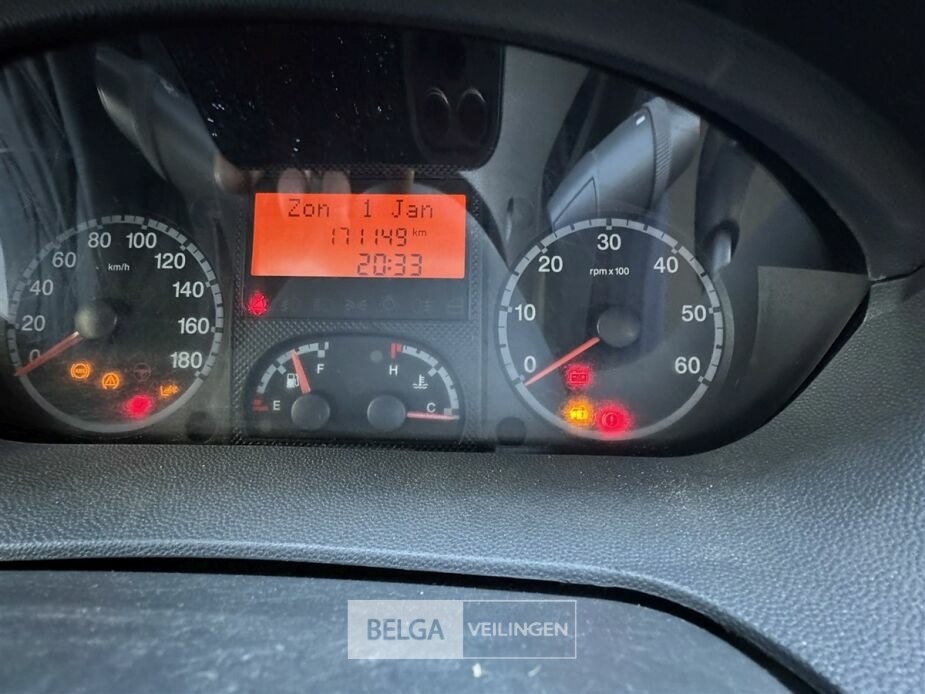 Zon 1 Jan
171149 km
20:33
0 20 40 60 80 100 120 140 160 180
km/h
0 10 20 30 40 50 60
rpm x 100
E F
H C
ABS
BELGA VEILINGEN